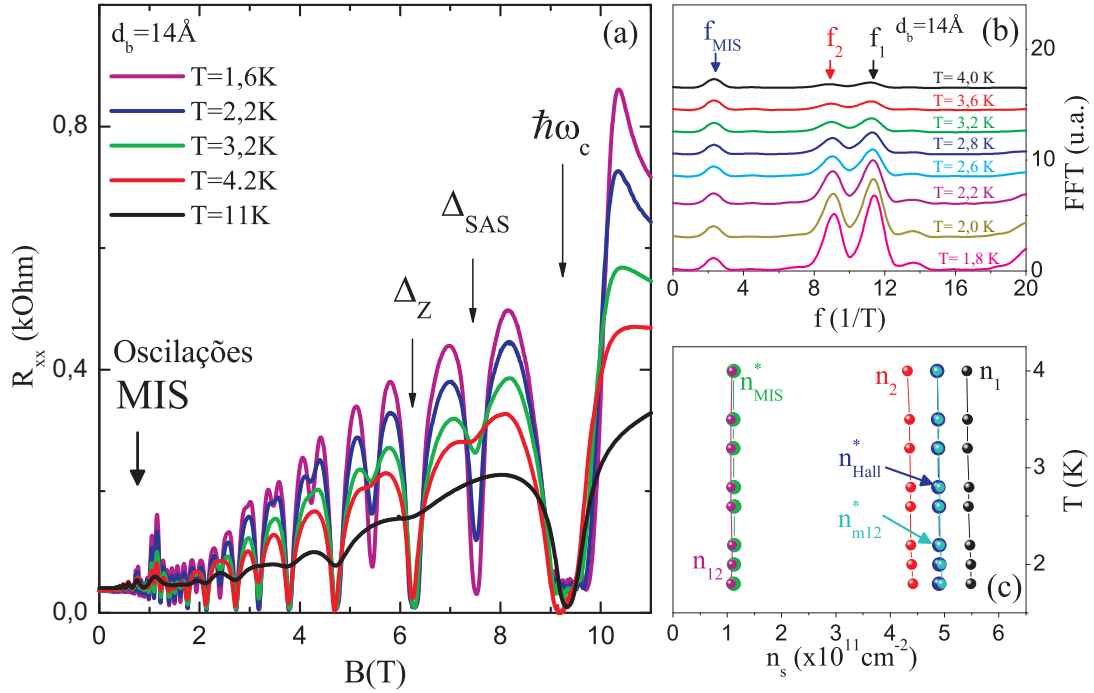 d_b=14Å
(a)
T=1,6K
T=2,2K
T=3,2K
T=4.2K
T=11K
ħω_c
Δ_SAS
Δ_Z
Oscilações
MIS
0,8
0,4
0,0
R_xx (kOhm)
0 2 4 6 8 10
B(T)
f_MIS
f_2
f_1
d_b=14Å
(b)
T= 4,0 K
T= 3,6 K
T= 3,2 K
T= 2,8 K
T= 2,6 K
T= 2,2 K
T= 2,0 K
T= 1,8 K
20
10
0
FFT (u.a.)
0 4 8 12 16 20
f (1/T)
n*_MIS
n_2
n_1
n*_Hall
n*_m12
n_12
(c)
4
3
2
T (K)
0 1 2 3 4 5 6
n_s (x10^11cm^-2)